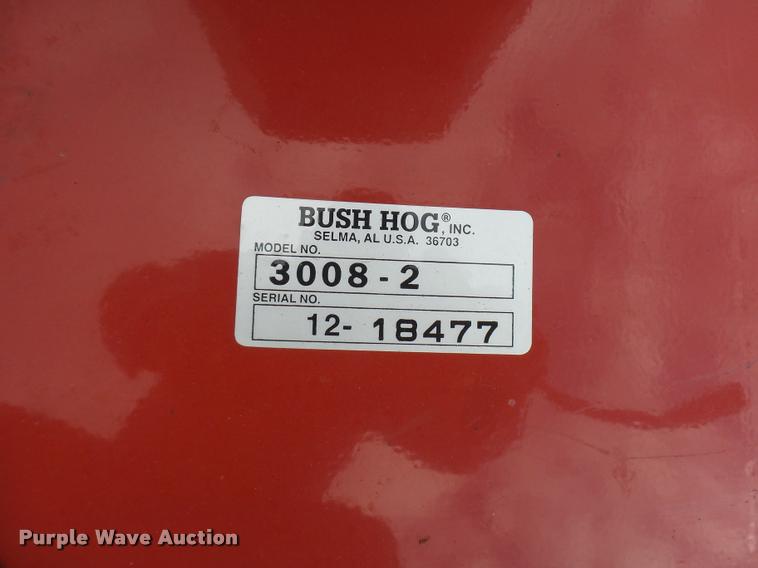 BUSH HOG®, INC.
SELMA, AL U.S.A. 36703
MODEL NO.
3008-2
SERIAL NO.
12- 18477
Purple Wave Auction